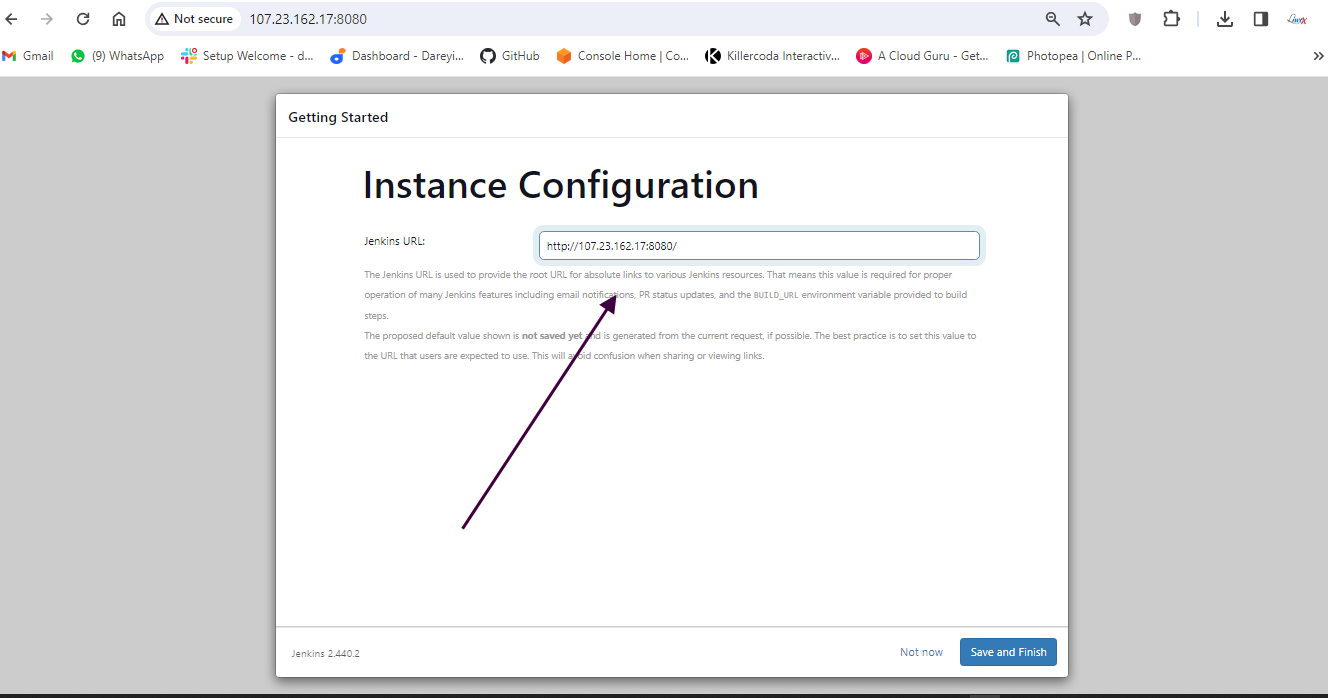 Not secure 107.23.162.17:8080
Gmail (9) WhatsApp Setup Welcome - d... Dashboard - Dareyi... GitHub Console Home | Co... Killercoda Interactiv... A Cloud Guru - Get... Photopea | Online P... »
Getting Started
Instance Configuration
Jenkins URL: http://107.23.162.17:8080/
The Jenkins URL is used to provide the root URL for absolute links to various Jenkins resources. That means this value is required for proper
operation of many Jenkins features including email notifications, PR status updates, and the BUILD_URL environment variable provided to build
steps.
The proposed default value shown is not saved yet and is generated from the current request, if possible. The best practice is to set this value to
the URL that users are expected to use. This will avoid confusion when sharing or viewing links.
Jenkins 2.440.2 Not now Save and Finish